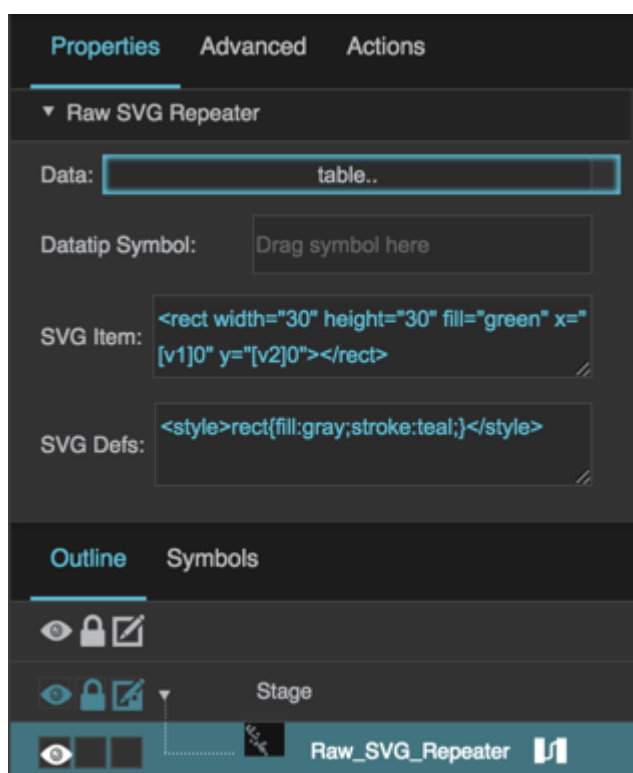 Properties Advanced Actions
▼ Raw SVG Repeater
Data: table..
Datatip Symbol: Drag symbol here
SVG Item: <rect width="30" height="30" fill="green" x="
[v1]0" y="[v2]0"></rect>
SVG Defs: <style>rect{fill:gray;stroke:teal;}</style>
Outline Symbols
Stage
Raw_SVG_Repeater